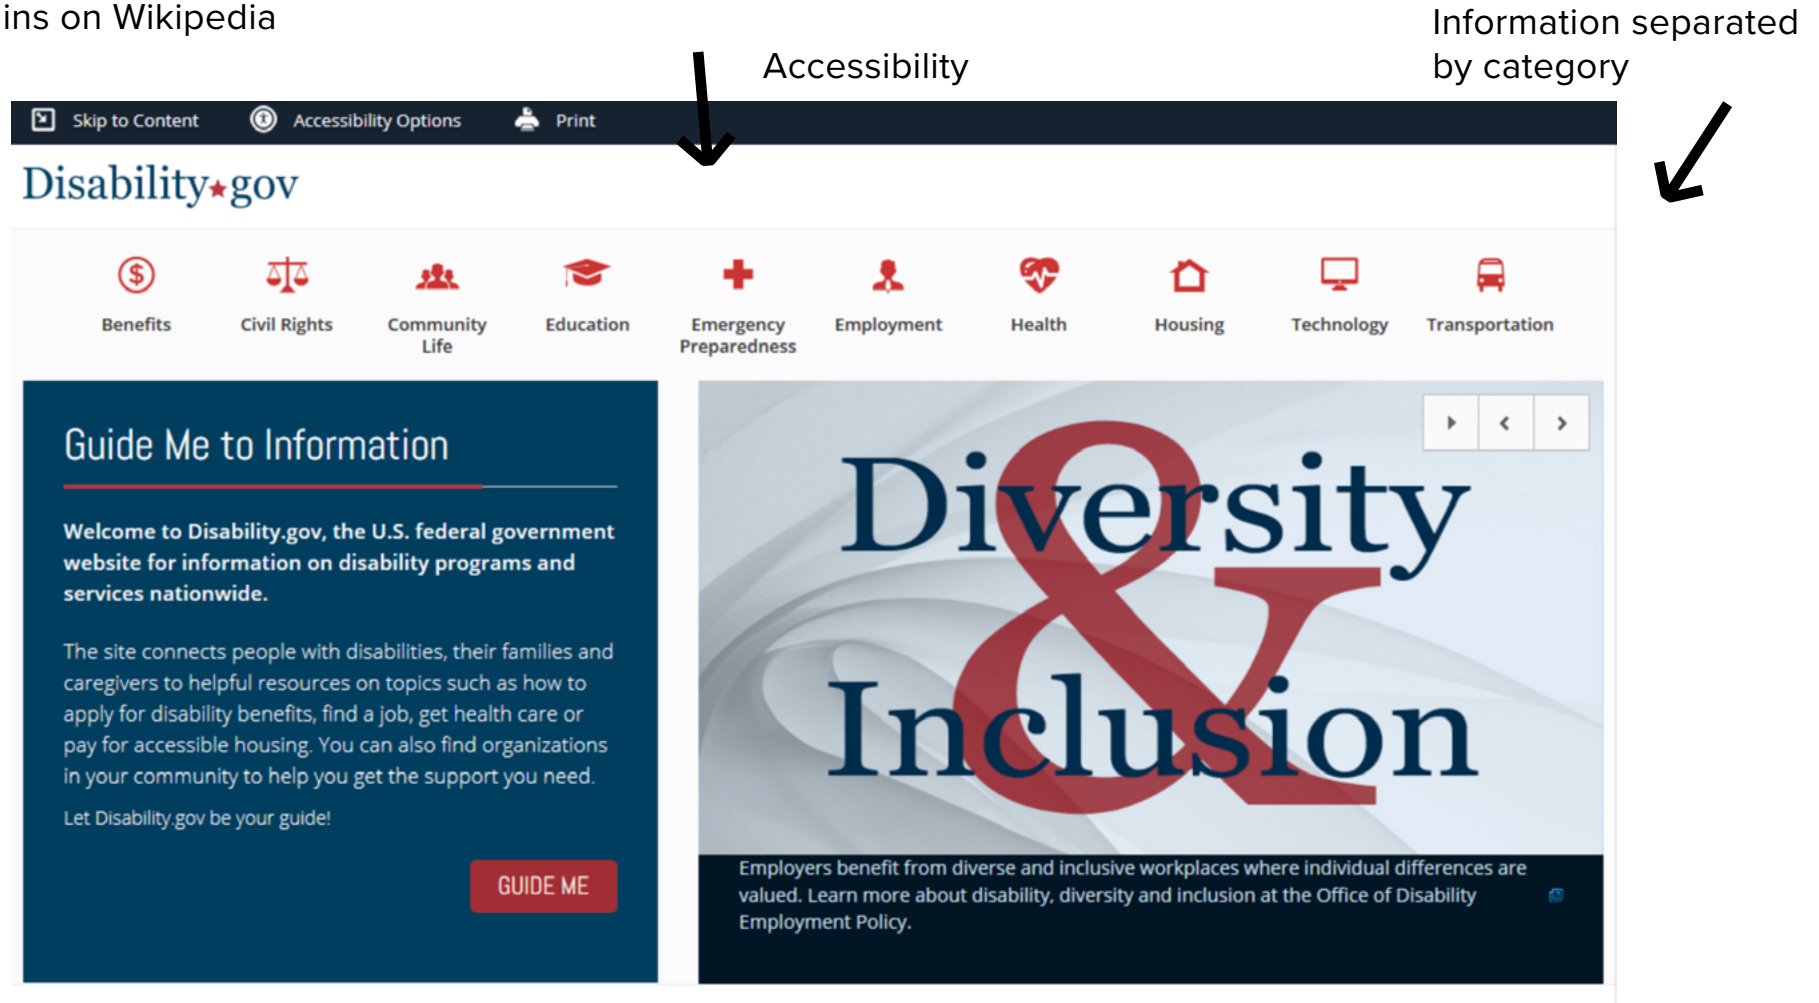 ins on Wikipedia
Accessibility
Information separated
by category
Skip to Content
Accessibility Options
Print
Disability★gov
Benefits
Civil Rights
Community
Life
Education
Emergency
Preparedness
Employment
Health
Housing
Technology
Transportation
Guide Me to Information
Welcome to Disability.gov, the U.S. federal government
website for information on disability programs and
services nationwide.
The site connects people with disabilities, their families and
caregivers to helpful resources on topics such as how to
apply for disability benefits, find a job, get health care or
pay for accessible housing. You can also find organizations
in your community to help you get the support you need.
Let Disability.gov be your guide!
GUIDE ME
Diversity
&
Inclusion
Employers benefit from diverse and inclusive workplaces where individual differences are
valued. Learn more about disability, diversity and inclusion at the Office of Disability
Employment Policy.